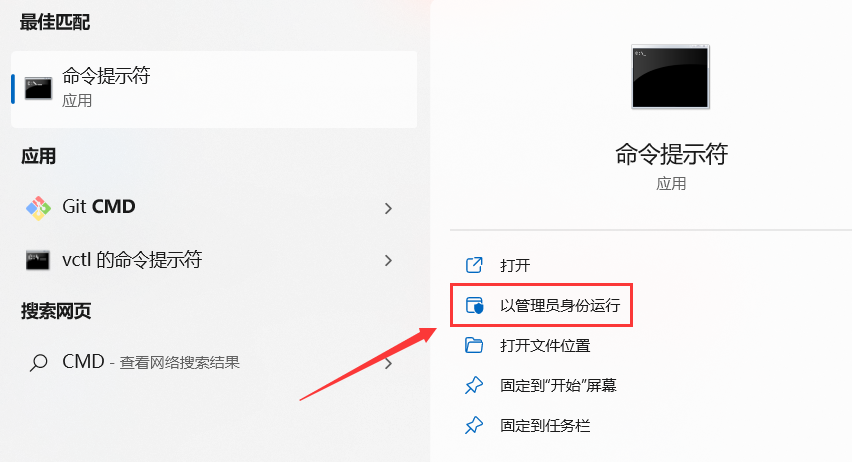 最佳匹配
命令提示符
应用
应用
Git CMD
vctl 的命令提示符
搜索网页
CMD - 查看网络搜索结果
命令提示符
应用
打开
以管理员身份运行
打开文件位置
固定到"开始"屏幕
固定到任务栏